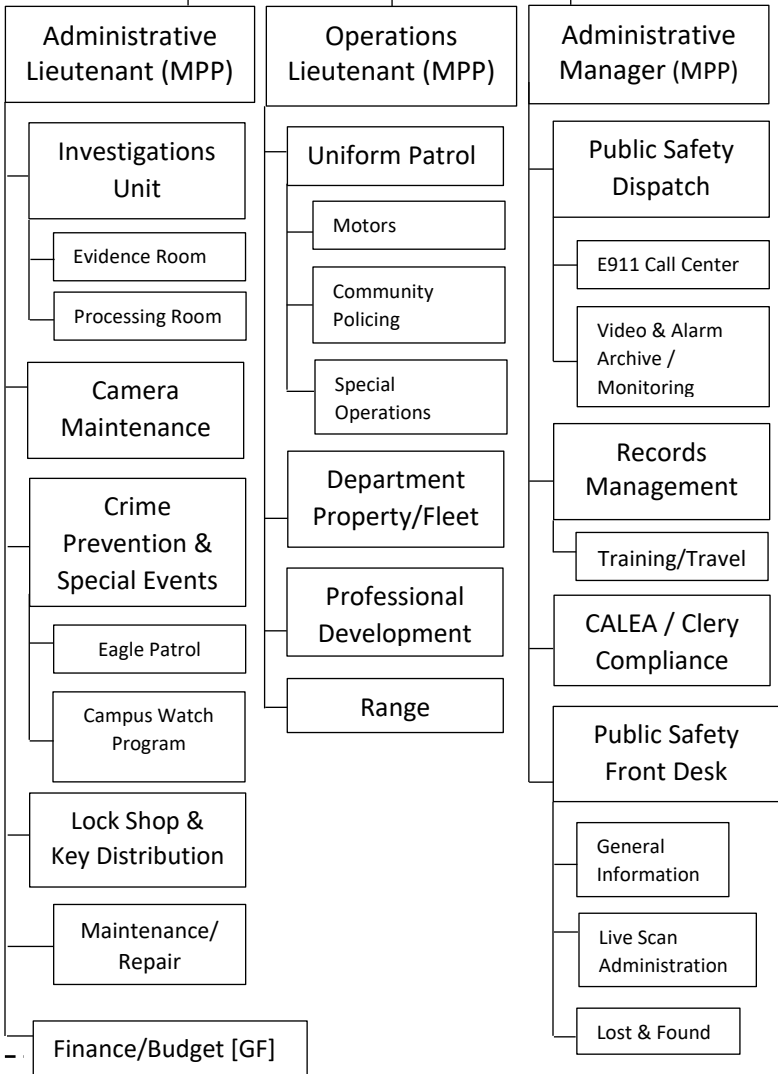 Administrative
Lieutenant (MPP)
Investigations
Unit
Evidence Room
Processing Room
Camera
Maintenance
Crime
Prevention &
Special Events
Eagle Patrol
Campus Watch
Program
Lock Shop &
Key Distribution
Maintenance/
Repair
Finance/Budget [GF]
Operations
Lieutenant (MPP)
Uniform Patrol
Motors
Community
Policing
Special
Operations
Department
Property/Fleet
Professional
Development
Range
Administrative
Manager (MPP)
Public Safety
Dispatch
E911 Call Center
Video & Alarm
Archive /
Monitoring
Records
Management
Training/Travel
CALEA / Clery
Compliance
Public Safety
Front Desk
General
Information
Live Scan
Administration
Lost & Found